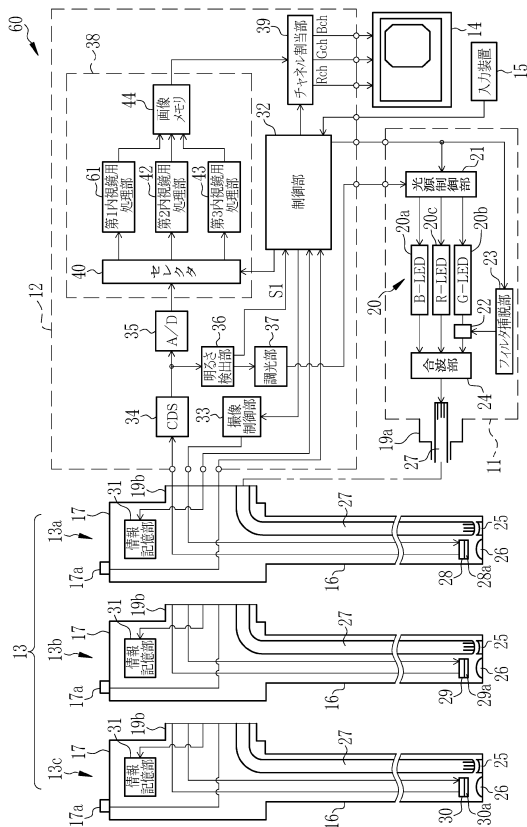 60
12
38
44
画像
メモリ
61
第1内視鏡用
処理部
42
第2内視鏡用
処理部
43
第3内視鏡用
処理部
40
セレクタ
39
チャネル割当部
Rch
Gch
Bch
14
15
入力装置
32
制御部
S1
35
A/D
36
明るさ
検出部
37
調光部
34
CDS
33
撮像
制御部
21
光源制御部
20
20a
B-LED
20c
R-LED
20b
G-LED
22
23
フィルタ挿脱部
24
合波部
19a
27
11
13
13a
17
17a
31
情報
記憶部
19b
27
16
28
28a
26
25
13b
17
17a
31
情報
記憶部
19b
27
16
29
29a
26
25
13c
17
17a
31
情報
記憶部
19b
27
16
30
30a
26
25